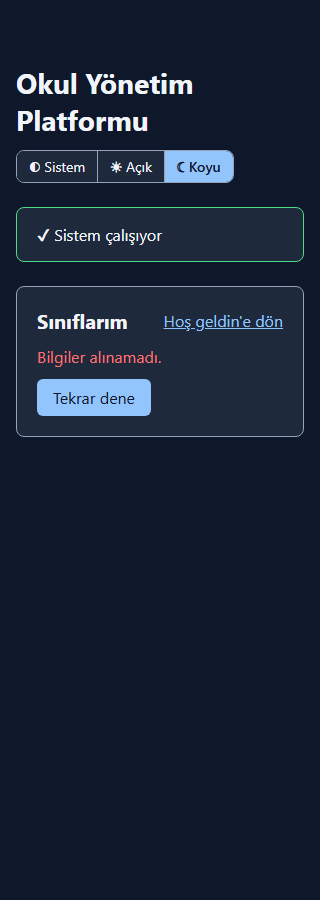 Okul Yönetim
Platformu
Sistem
Açık
Koyu
✓ Sistem çalışıyor
Sınıflarım
Hoş geldin'e dön
Bilgiler alınamadı.
Tekrar dene